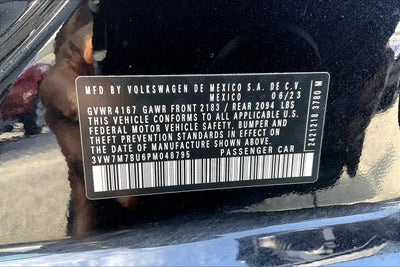 MFD BY VOLKSWAGEN DE MEXICO S.A. DE C.V.
MEXICO 06/23
GVWR 4167 GAWR FRONT 2183 / REAR 2094 LBS
THIS VEHICLE CONFORMS TO ALL APPLICABLE U.S.
FEDERAL MOTOR VEHICLE SAFETY, BUMPER AND
THEFT PREVENTION STANDARDS IN EFFECT ON
THE DATE OF MANUFACTURE SHOWN ABOVE.
3VW7M7BU6PM048795 PASSENGER CAR
2421218 3780 M